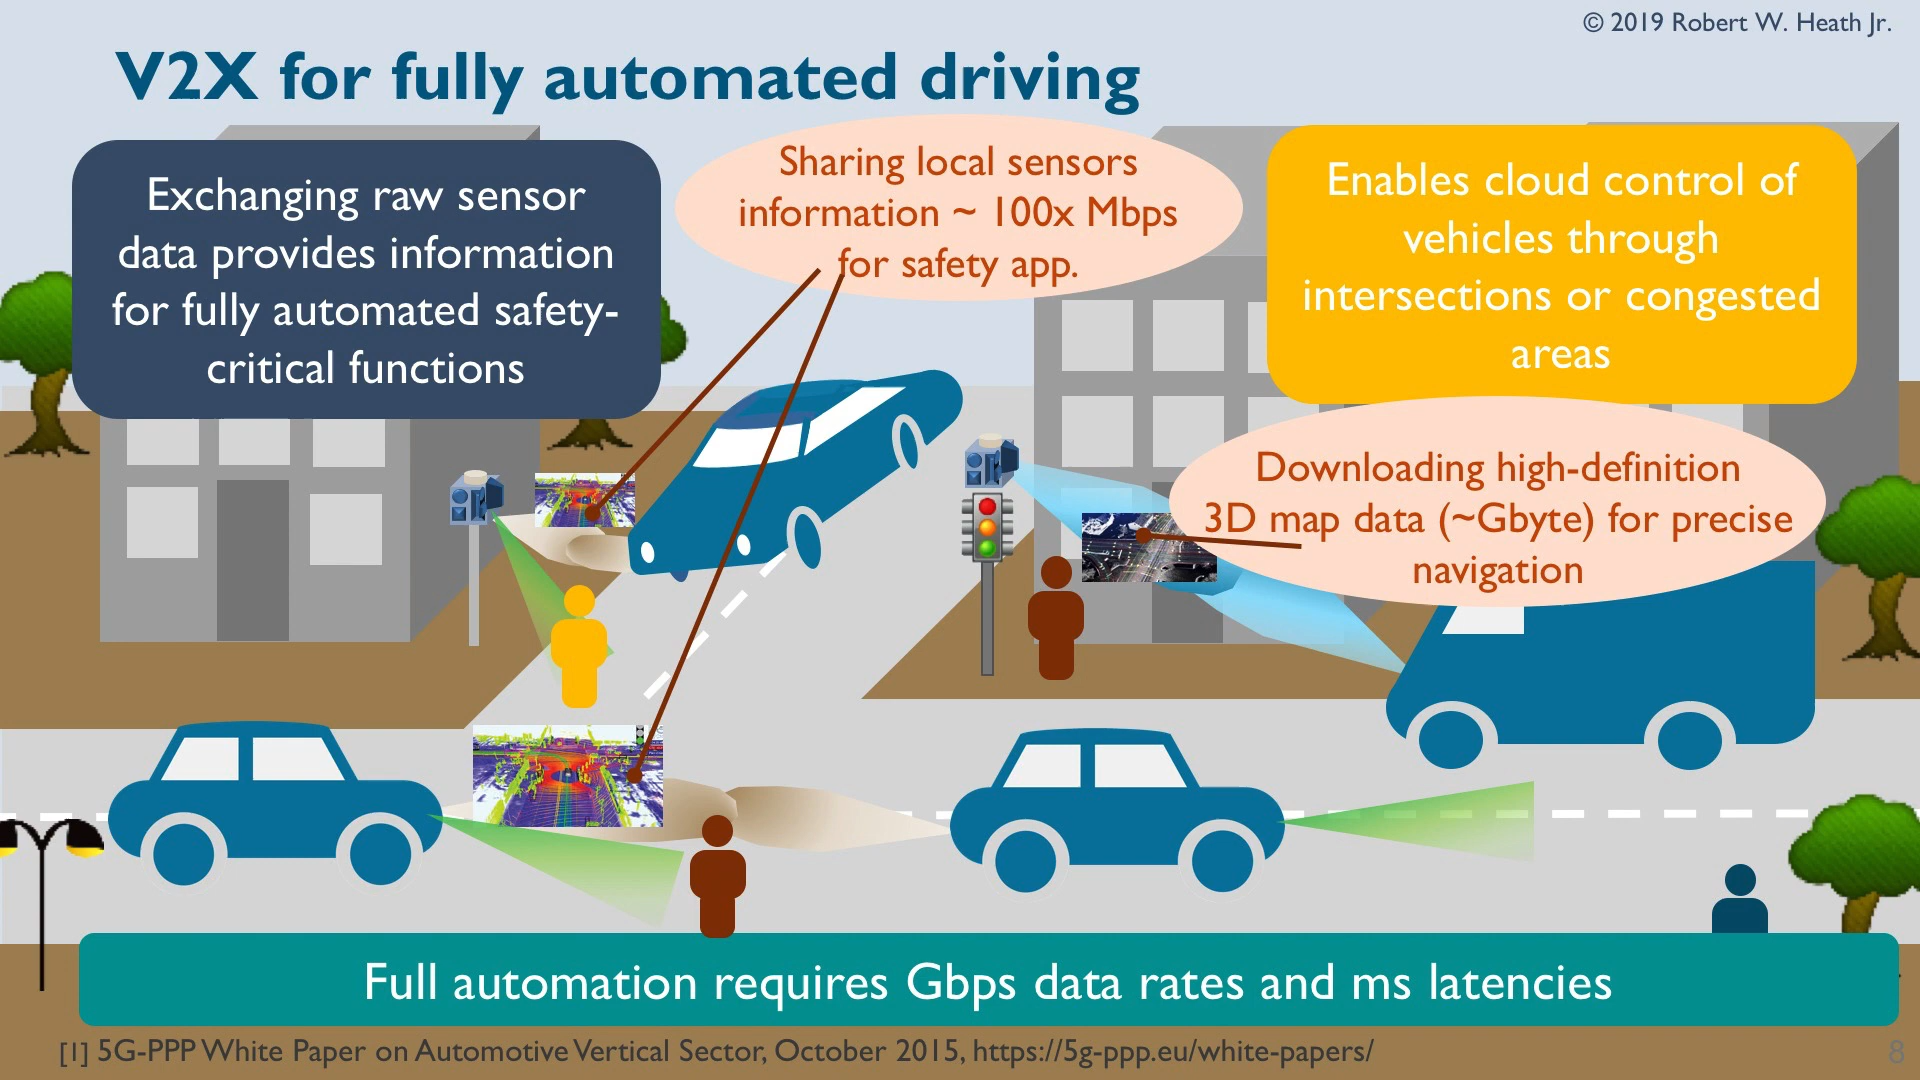 © 2019 Robert W. Heath Jr.
V2X for fully automated driving
Exchanging raw sensor
data provides information
for fully automated safety-
critical functions
Sharing local sensors
information ~ 100x Mbps
for safety app.
Enables cloud control of
vehicles through
intersections or congested
areas
Downloading high-definition
3D map data (~Gbyte) for precise
navigation
Full automation requires Gbps data rates and ms latencies
[1] 5G-PPP White Paper on Automotive Vertical Sector, October 2015, https://5g-ppp.eu/white-papers/
8